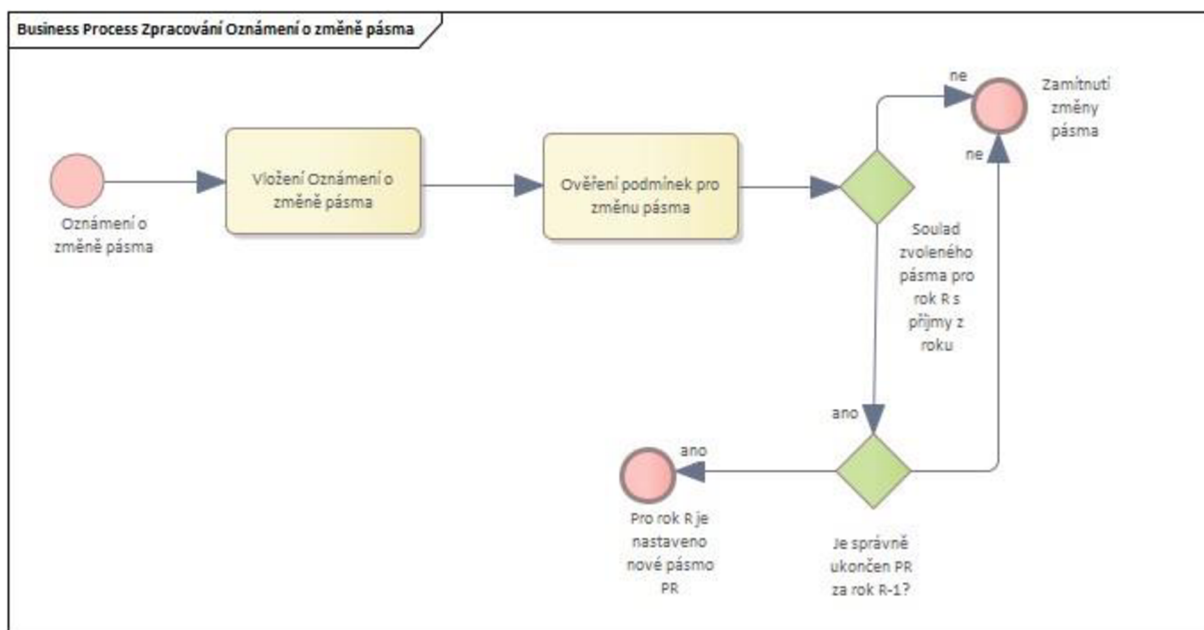 Business Process Zpracování Oznámení o změně pásma
ne
Zamítnutí
změny
pásma
ne
Vložení Oznámení o
změně pásma
Ověření podmínek pro
změnu pásma
Oznámení o
změně pásma
Soulad
zvoleného
pásma pro
rok R s
příjmy z
roku
ano
ano
Pro rok R je
nastaveno
nové pásmo
PR
Je správně
ukončen PR
za rok R-1?